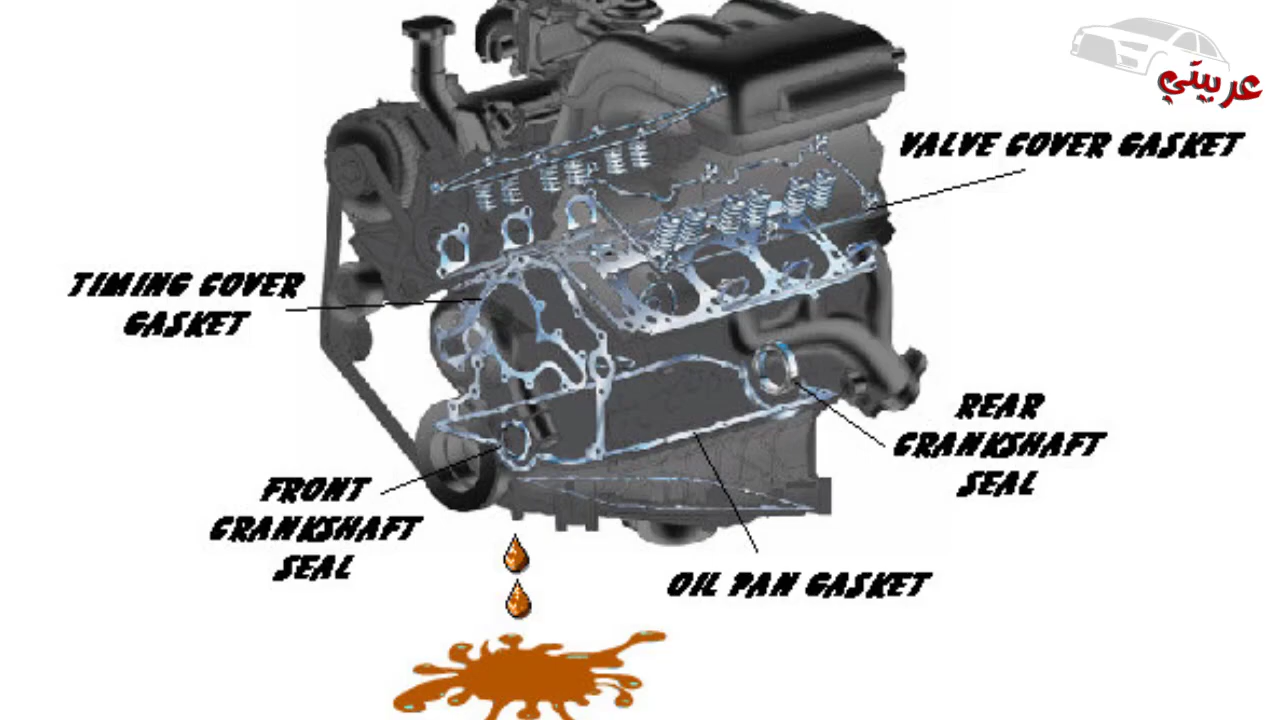 عربيتي
VALVE COVER GASKET
TIMING COVER
GASKET
REAR
CRANKSHAFT
SEAL
FRONT
CRANKSHAFT
SEAL
OIL PAN GASKET